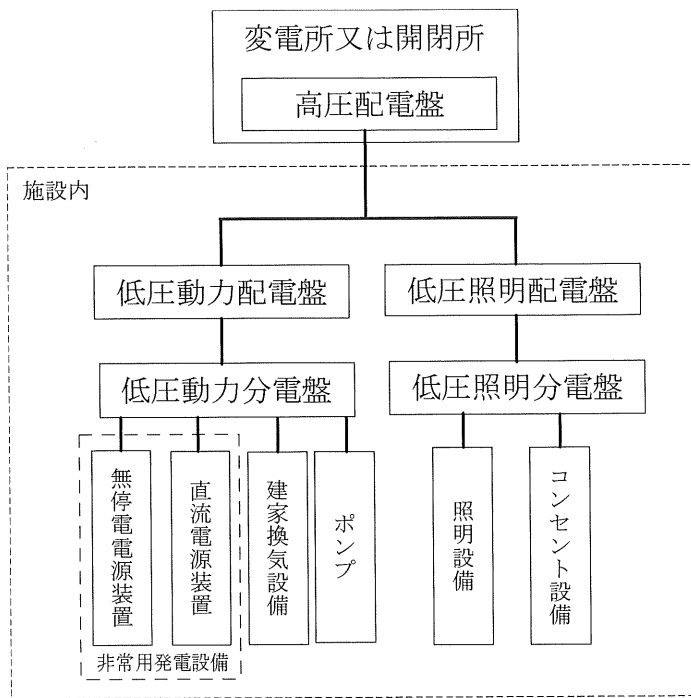 変電所又は開閉所
高圧配電盤
施設内
低圧動力配電盤
低圧照明配電盤
低圧動力分電盤
低圧照明分電盤
無停電電源装置
直流電源装置
建家換気設備
ポンプ
照明設備
コンセント設備
非常用発電設備